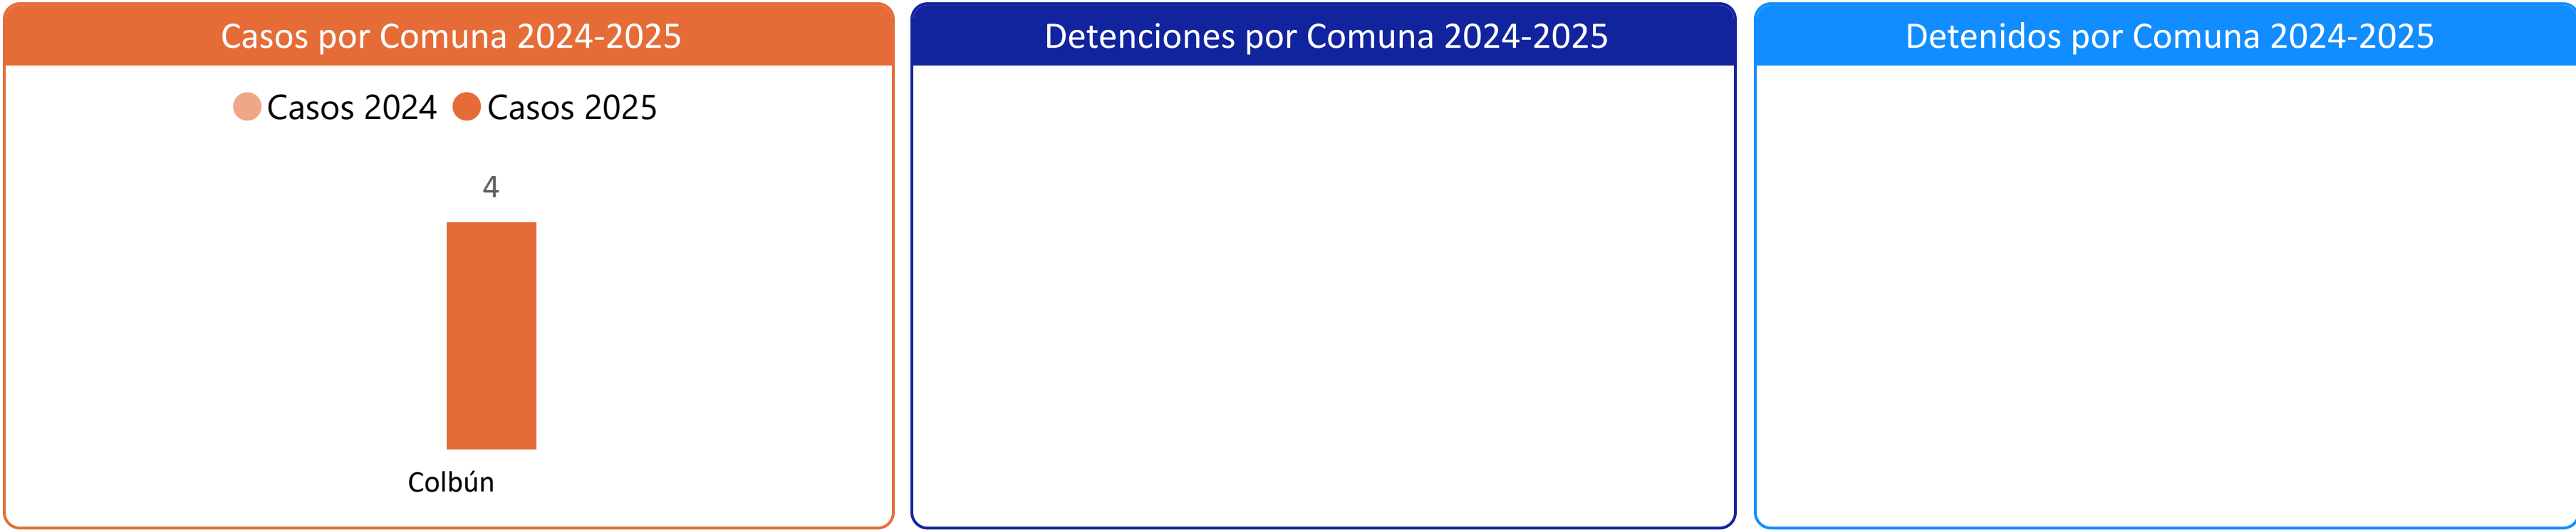 Casos por Comuna 2024-2025
Casos 2024 Casos 2025
4
Colbún
Detenciones por Comuna 2024-2025
Detenidos por Comuna 2024-2025